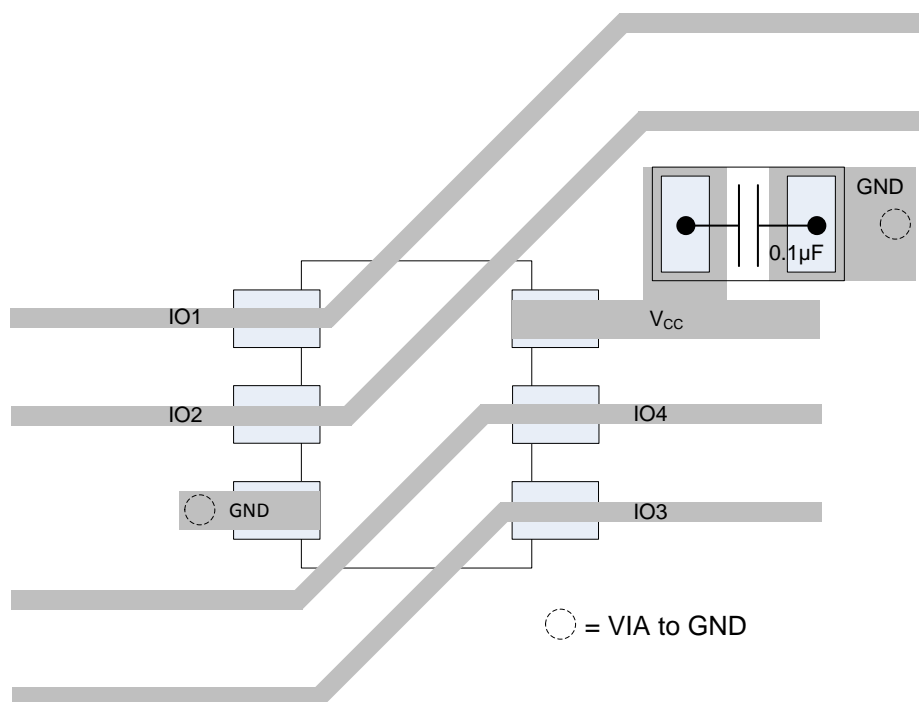 GND
0.1µF
IO1
VCC
IO2
IO4
GND
IO3
= VIA to GND